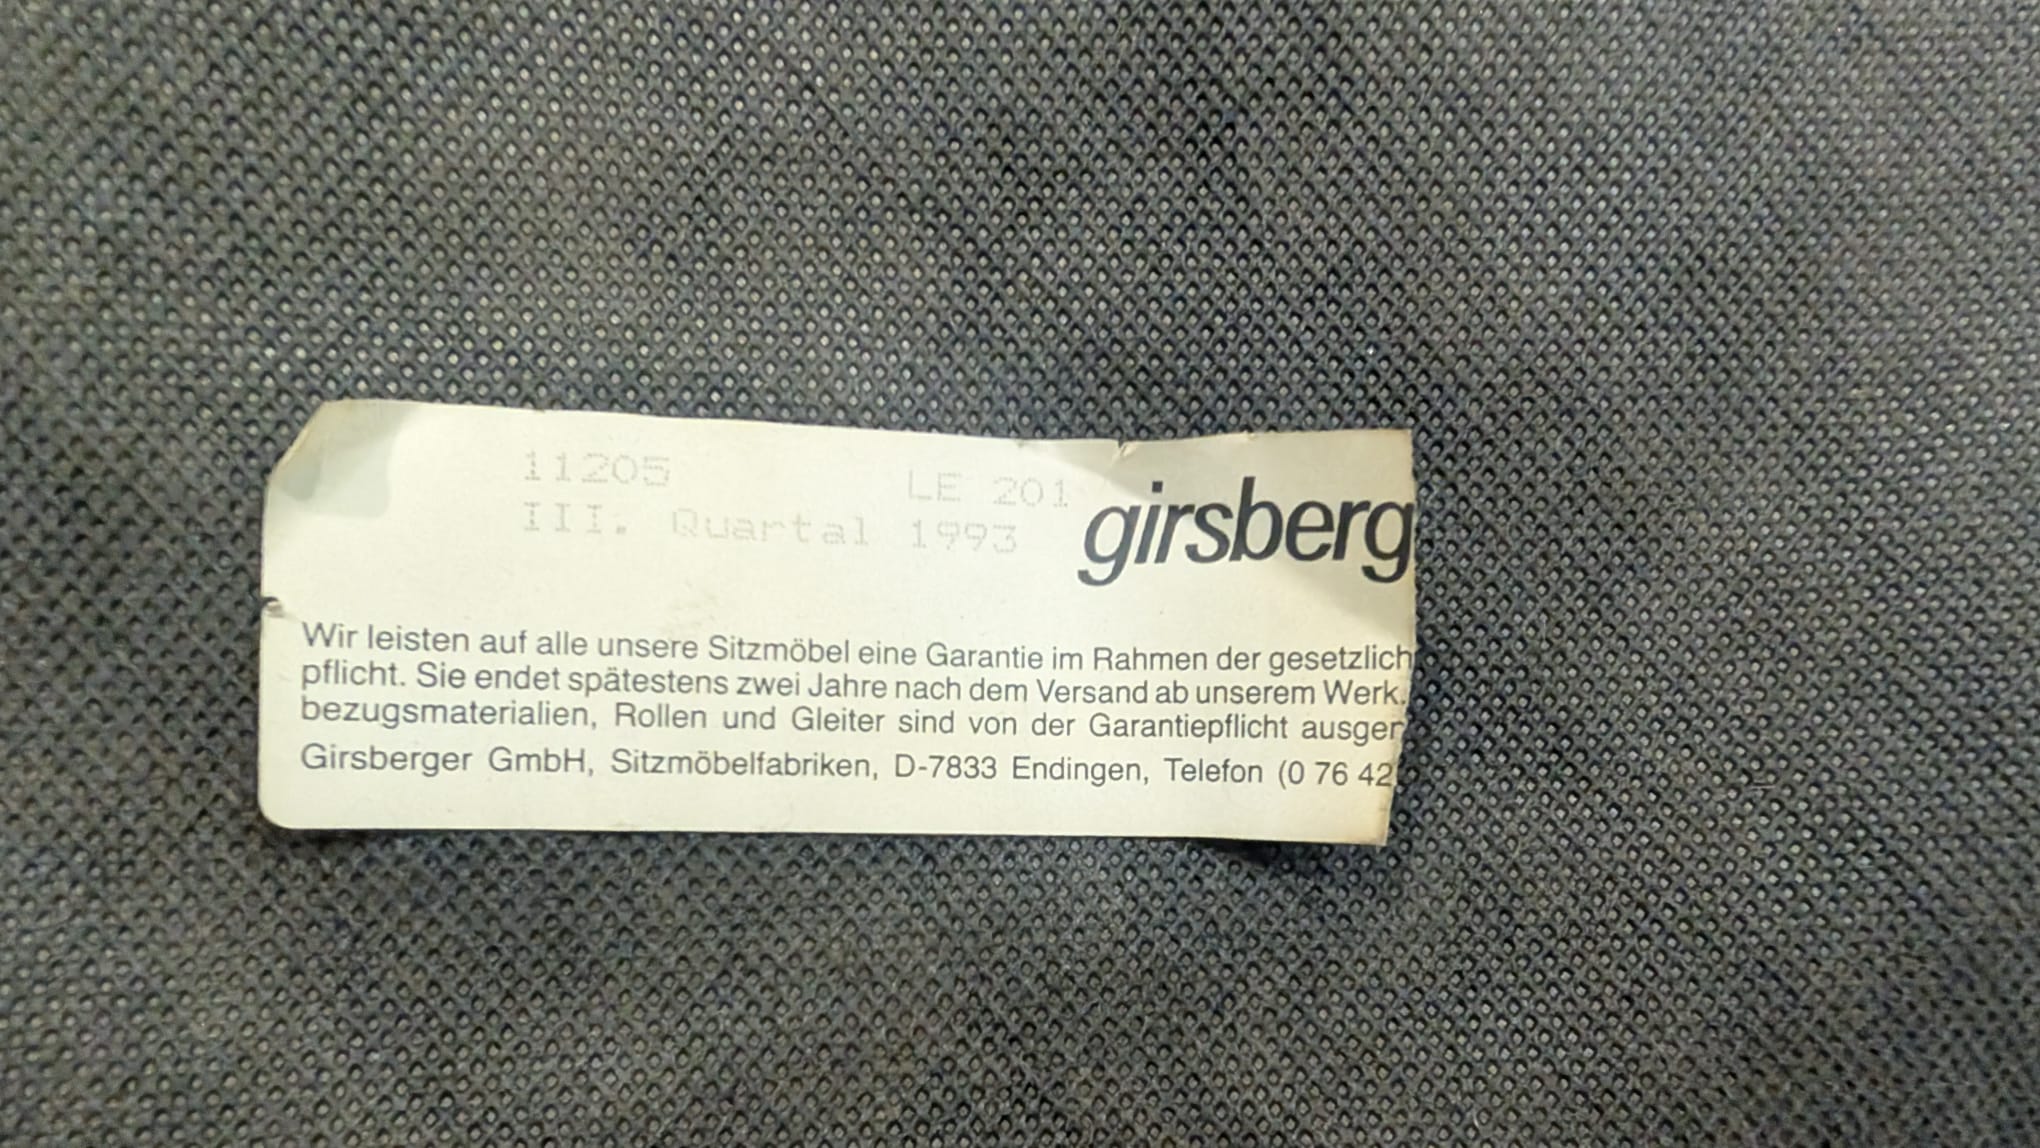 11205 LE 201
III. Quartal 1993
girsberg
Wir leisten auf alle unsere Sitzmöbel eine Garantie im Rahmen der gesetzlich
pflicht. Sie endet spätestens zwei Jahre nach dem Versand ab unserem Werk.
bezugsmaterialien, Rollen und Gleiter sind von der Garantiepflicht ausger
Girsberger GmbH, Sitzmöbelfabriken, D-7833 Endingen, Telefon (0 76 42